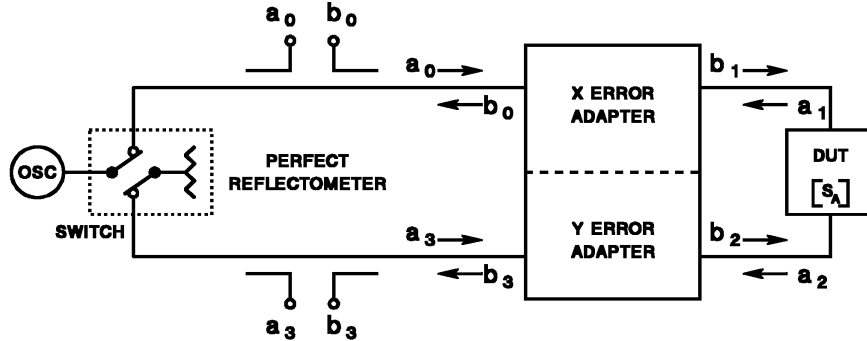 a0 b0
a0 b1
b0 a1
X ERROR
ADAPTER
OSC
PERFECT
REFLECTOMETER
DUT
[SA]
SWITCH
a3 b2
Y ERROR
ADAPTER
b3 a2
a3 b3